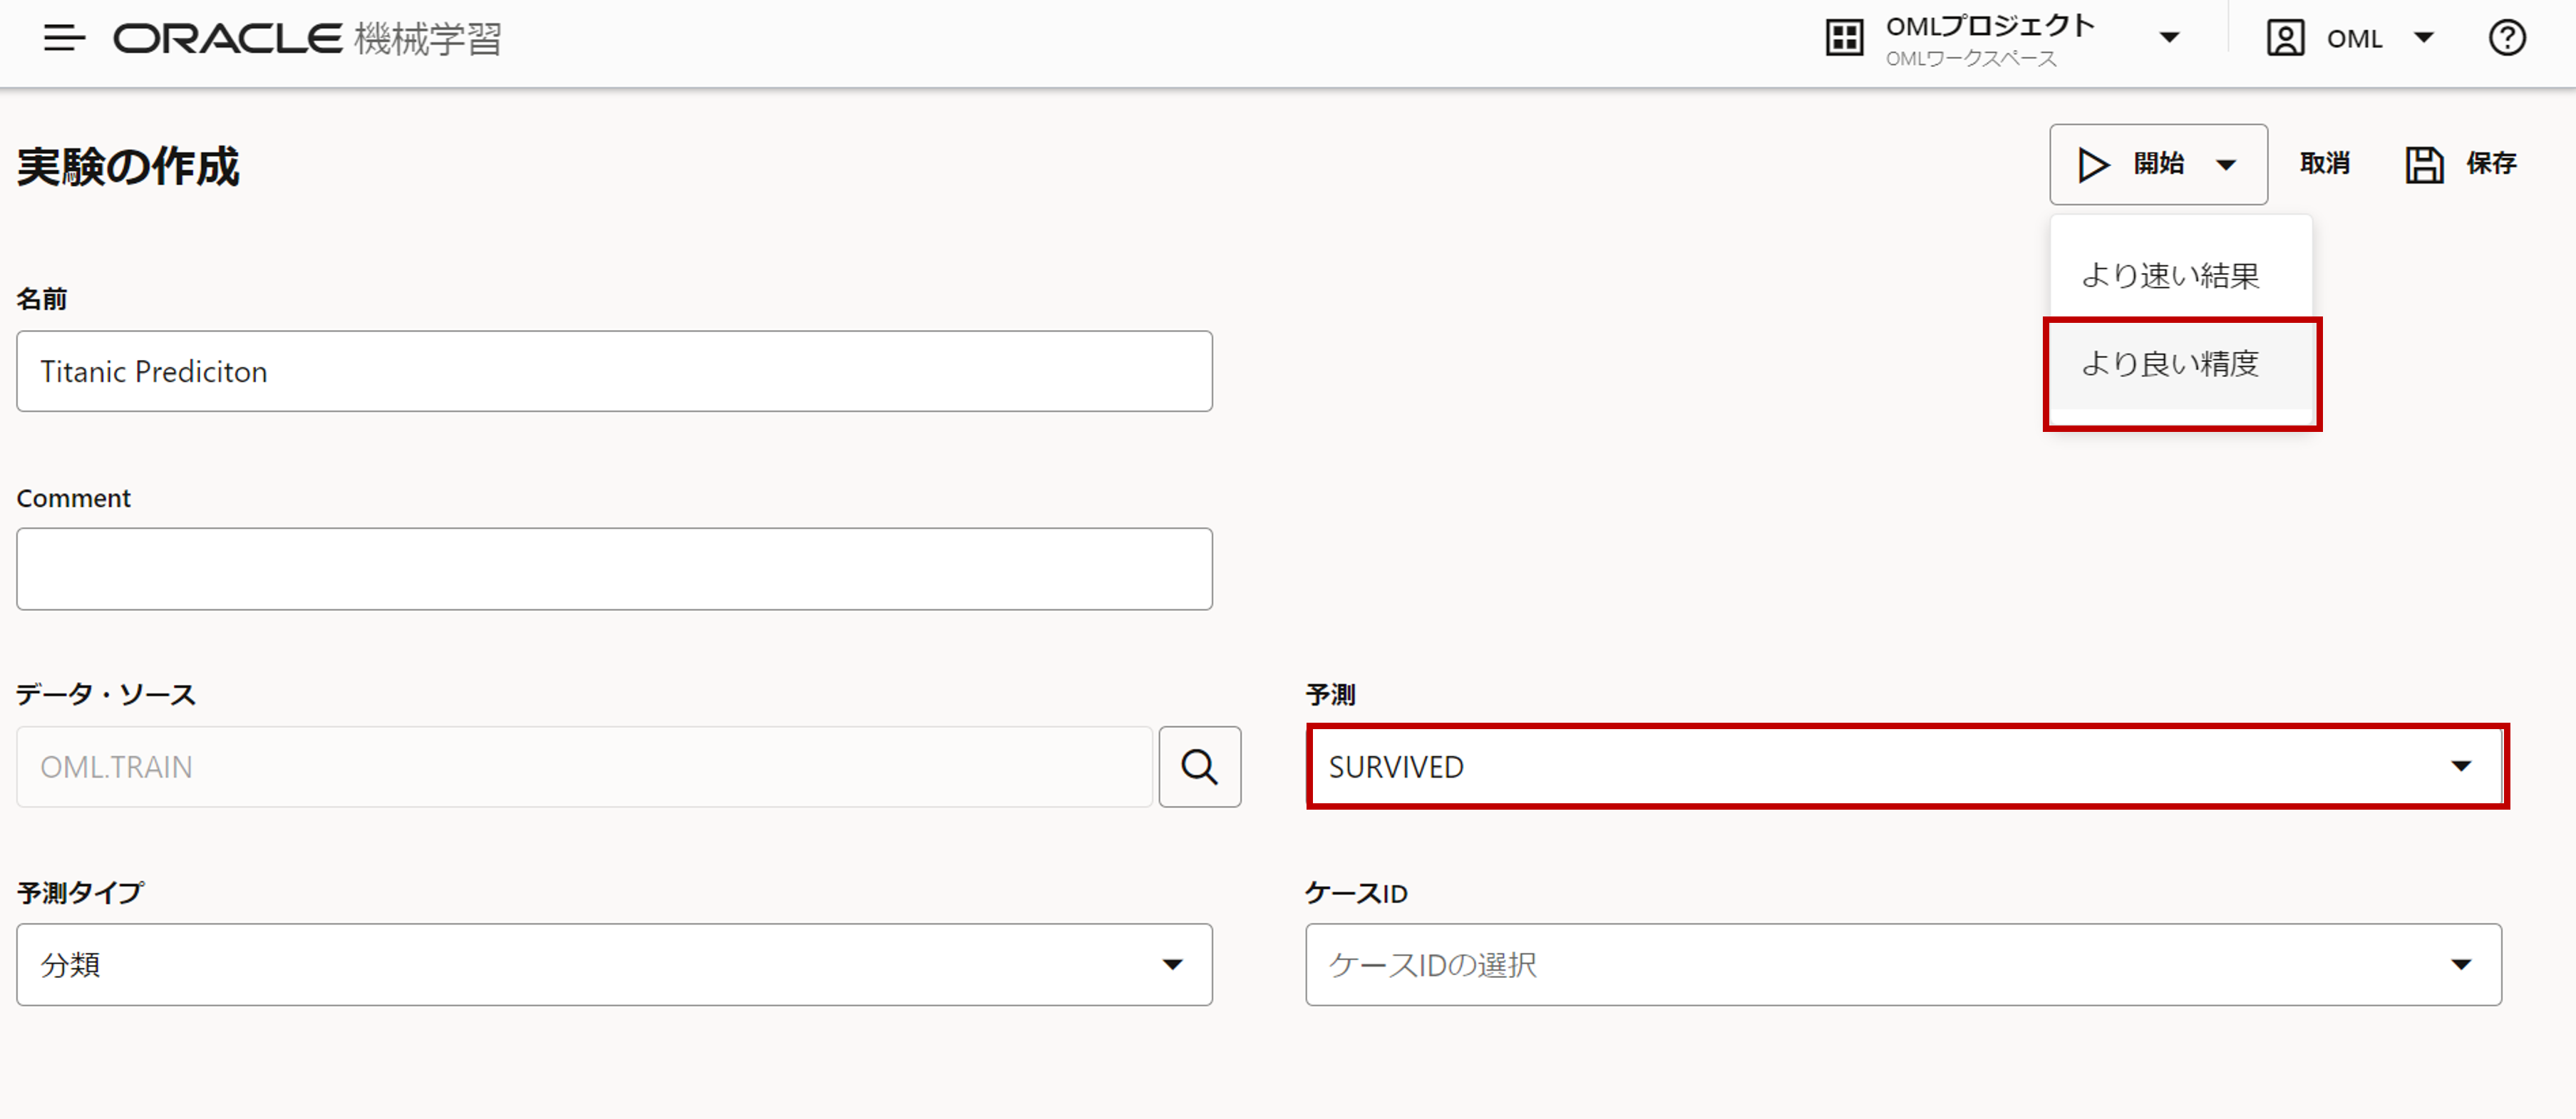 ORACLE 機械学習
OMLプロジェクト
OMLワークスペース
OML
実験の作成
開始
取消
保存
より速い結果
より良い精度
名前
Titanic Prediciton
Comment
データ・ソース
OML.TRAIN
予測
SURVIVED
予測タイプ
分類
ケースID
ケースIDの選択